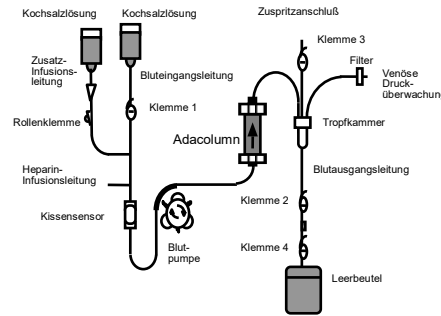 Kochsalzlösung
Kochsalzlösung
Zuspritzanschluß
Klemme 3
Filter
Zusatz-
Infusions-
leitung
Bluteingangsleitung
Venöse
Druck-
überwachung
Klemme 1
Rollenklemme
Adacolumn
Tropfkammer
Heparin-
Infusionsleitung
Blutausgangsleitung
Kissensensor
Klemme 2
Blut-
pumpe
Klemme 4
Leerbeutel